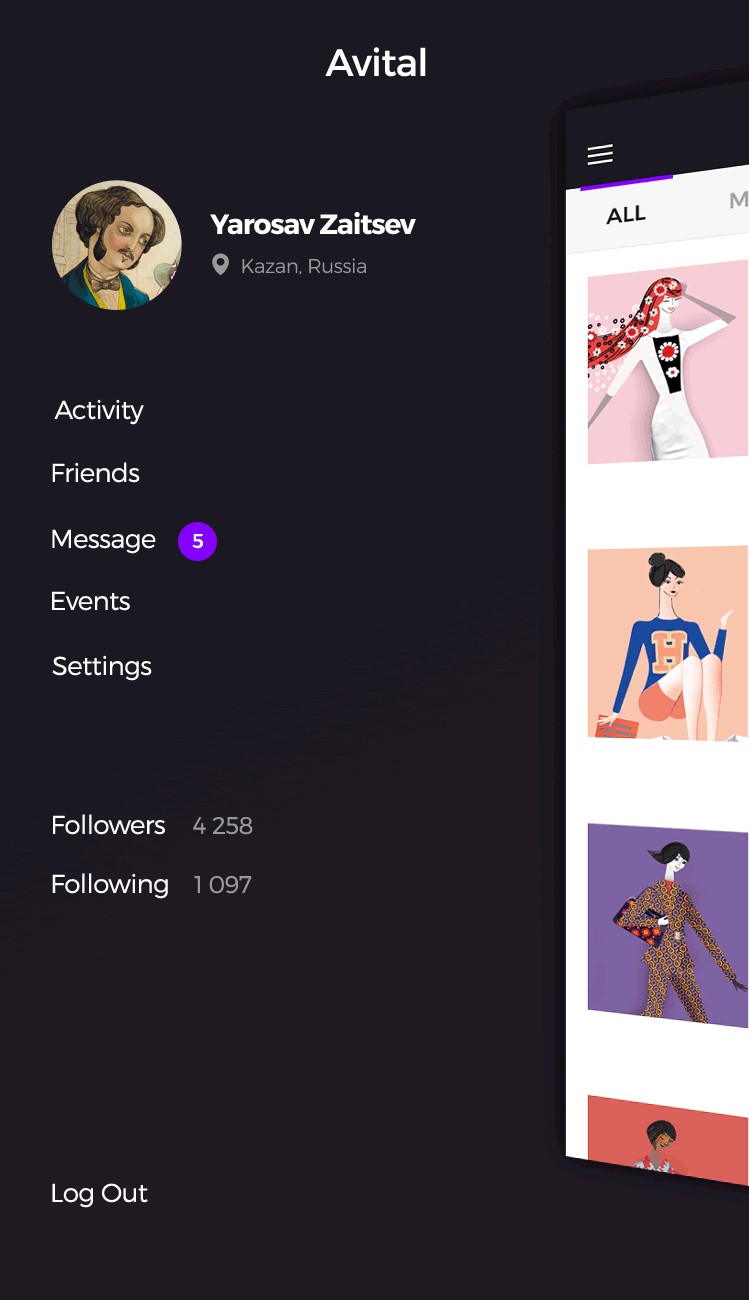 Avital
Yarosav Zaitsev
Kazan, Russia
Activity
Friends
Message 5
Events
Settings
Followers 4 258
Following 1 097
Log Out
ALL M
H